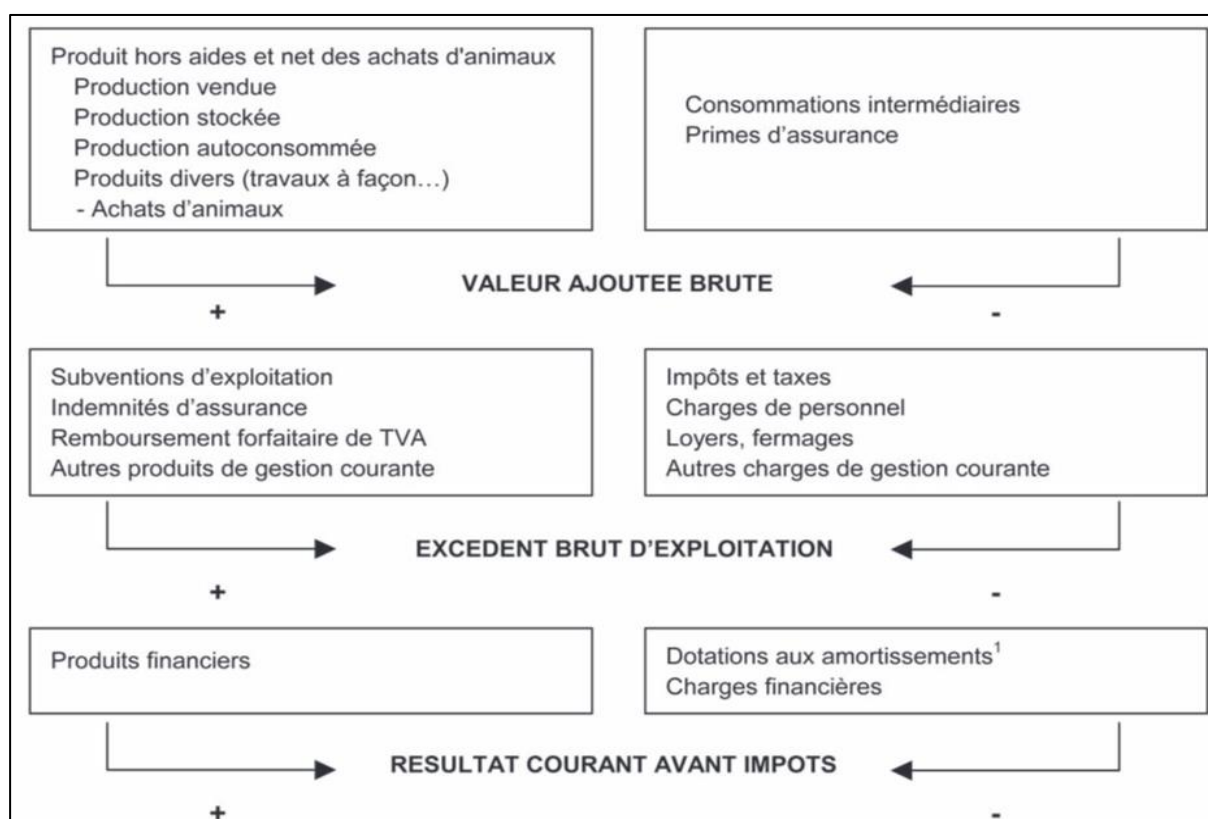 Produit hors aides et net des achats d'animaux
Production vendue
Production stockée
Production autoconsommée
Produits divers (travaux à façon…)
- Achats d'animaux
Consommations intermédiaires
Primes d'assurance
VALEUR AJOUTEE BRUTE
+
-
Subventions d'exploitation
Indemnités d'assurance
Remboursement forfaitaire de TVA
Autres produits de gestion courante
Impôts et taxes
Charges de personnel
Loyers, fermages
Autres charges de gestion courante
EXCEDENT BRUT D'EXPLOITATION
+
-
Produits financiers
Dotations aux amortissements¹
Charges financières
RESULTAT COURANT AVANT IMPOTS
+
-